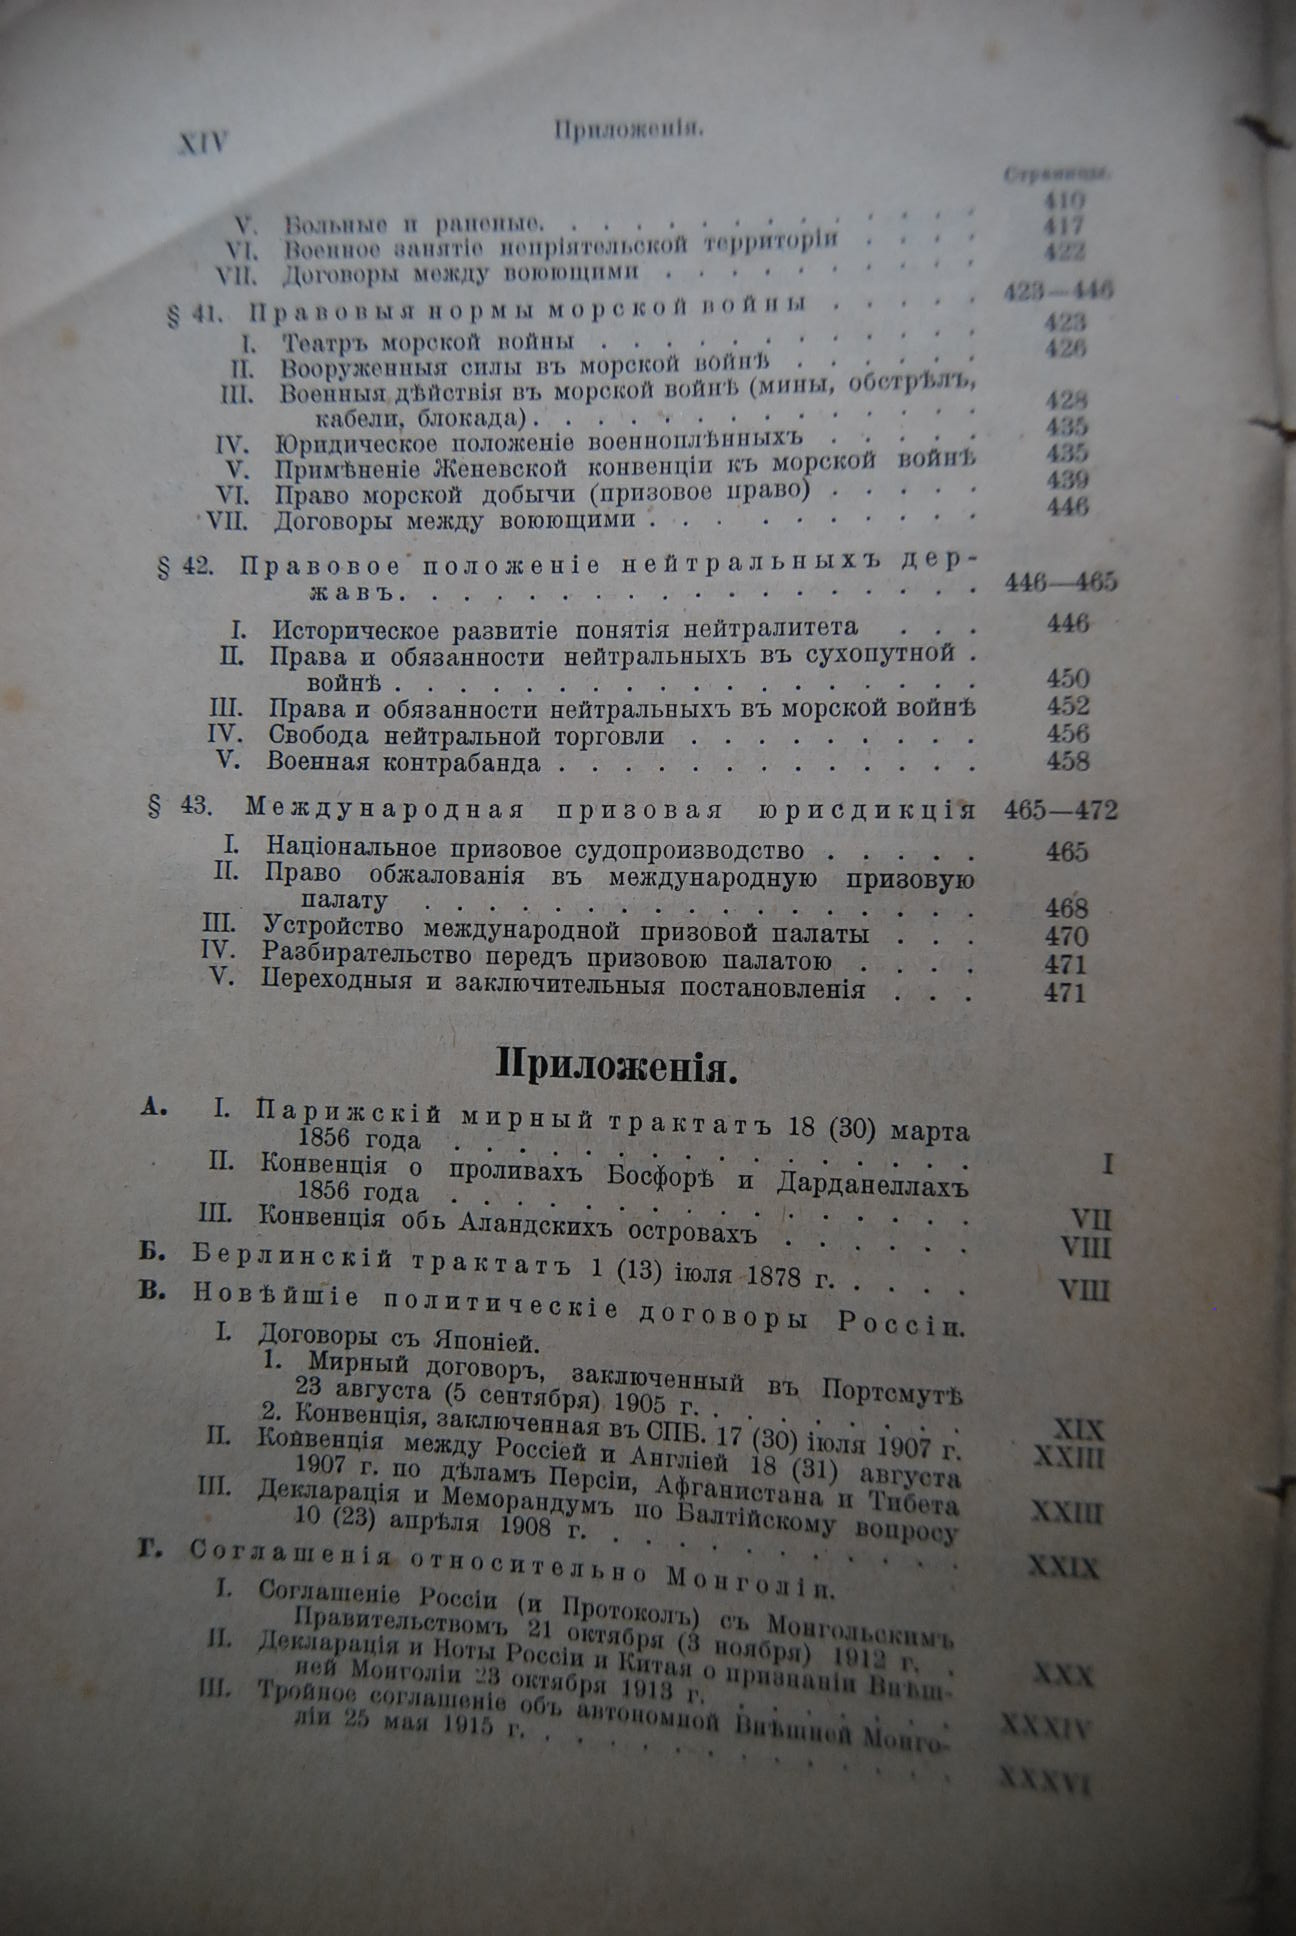 XIV Приложенія.
Страницы.
V. Больные и раненые. . . . . . . . . . . . . . 410
VI. Военное занятіе непріятельской территоріи . . . . 417
VII. Договоры между воюющими . . . . . . . . . . 422
§ 41. Правовыя нормы морской войны . . . . . 423—446
I. Театръ морской войны . . . . . . . . . . . . 423
II. Вооруженныя силы въ морской войнѣ . . . . . . 426
III. Военныя дѣйствія въ морской войнѣ (мины, обстрѣлъ,
кабели, блокада) . . . . . . . . . . . . . . 428
IV. Юридическое положеніе военноплѣнныхъ . . . . . 435
V. Примѣненіе Женевской конвенціи къ морской войнѣ 435
VI. Право морской добычи (призовое право) . . . . . 439
VII. Договоры между воюющими . . . . . . . . . . 446
§ 42. Правовое положеніе нейтральныхъ дер-
жавъ. . . . . . . . . . . . . . . . . . 446—465
I. Историческое развитіе понятія нейтралитета . . . 446
II. Права и обязанности нейтральныхъ въ сухопутной .
войнѣ . . . . . . . . . . . . . . . . . . 450
III. Права и обязанности нейтральныхъ въ морской войнѣ 452
IV. Свобода нейтральной торговли . . . . . . . . . 456
V. Военная контрабанда . . . . . . . . . . . . . 458
§ 43. Международная призовая юрисдикція 465—472
I. Національное призовое судопроизводство . . . . . 465
II. Право обжалованія въ международную призовую
палату . . . . . . . . . . . . . . . . . 468
III. Устройство международной призовой палаты . . . 470
IV. Разбирательство передъ призовою палатою . . . . 471
V. Переходныя и заключительныя постановленія . . . 471
Приложенія.
А. I. Парижскій мирный трактатъ 18 (30) марта
1856 года . . . . . . . . . . . . . . . . I
II. Конвенція о проливахъ Босфорѣ и Дарданеллахъ
1856 года . . . . . . . . . . . . . . . . VII
III. Конвенція объ Аландскихъ островахъ . . . . . . VIII
Б. Берлинскій трактатъ 1 (13) іюля 1878 г. . . . . VIII
В. Новѣйшіе политическіе договоры Россіи.
I. Договоры съ Японіей.
1. Мирный договоръ, заключенный въ Портсмутѣ
23 августа (5 сентября) 1905 г. . . . . . . . . XIX
2. Конвенція, заключенная въ СПБ. 17 (30) іюля 1907 г. XXIII
II. Конвенція между Россіей и Англіей 18 (31) августа
1907 г. по дѣламъ Персіи, Афганистана и Тибета XXIII
III. Декларація и Меморандумъ по Балтійскому вопросу
10 (23) апрѣля 1908 г. . . . . . . . . . . . XXIX
Г. Соглашенія относительно Монголіи.
I. Соглашеніе Россіи (и Протоколъ) съ Монгольскимъ
Правительствомъ 21 октября (3 ноября) 1912 г. . . XXX
II. Декларація и Ноты Россіи и Китая о признаніи Внѣш-
ней Монголіи 23 октября 1913 г. . . . . . . . XXXIV
III. Тройное соглашеніе объ автономной Внѣшней Монго-
ліи 25 мая 1915 г. . . . . . . . . . . . . . XXXVI